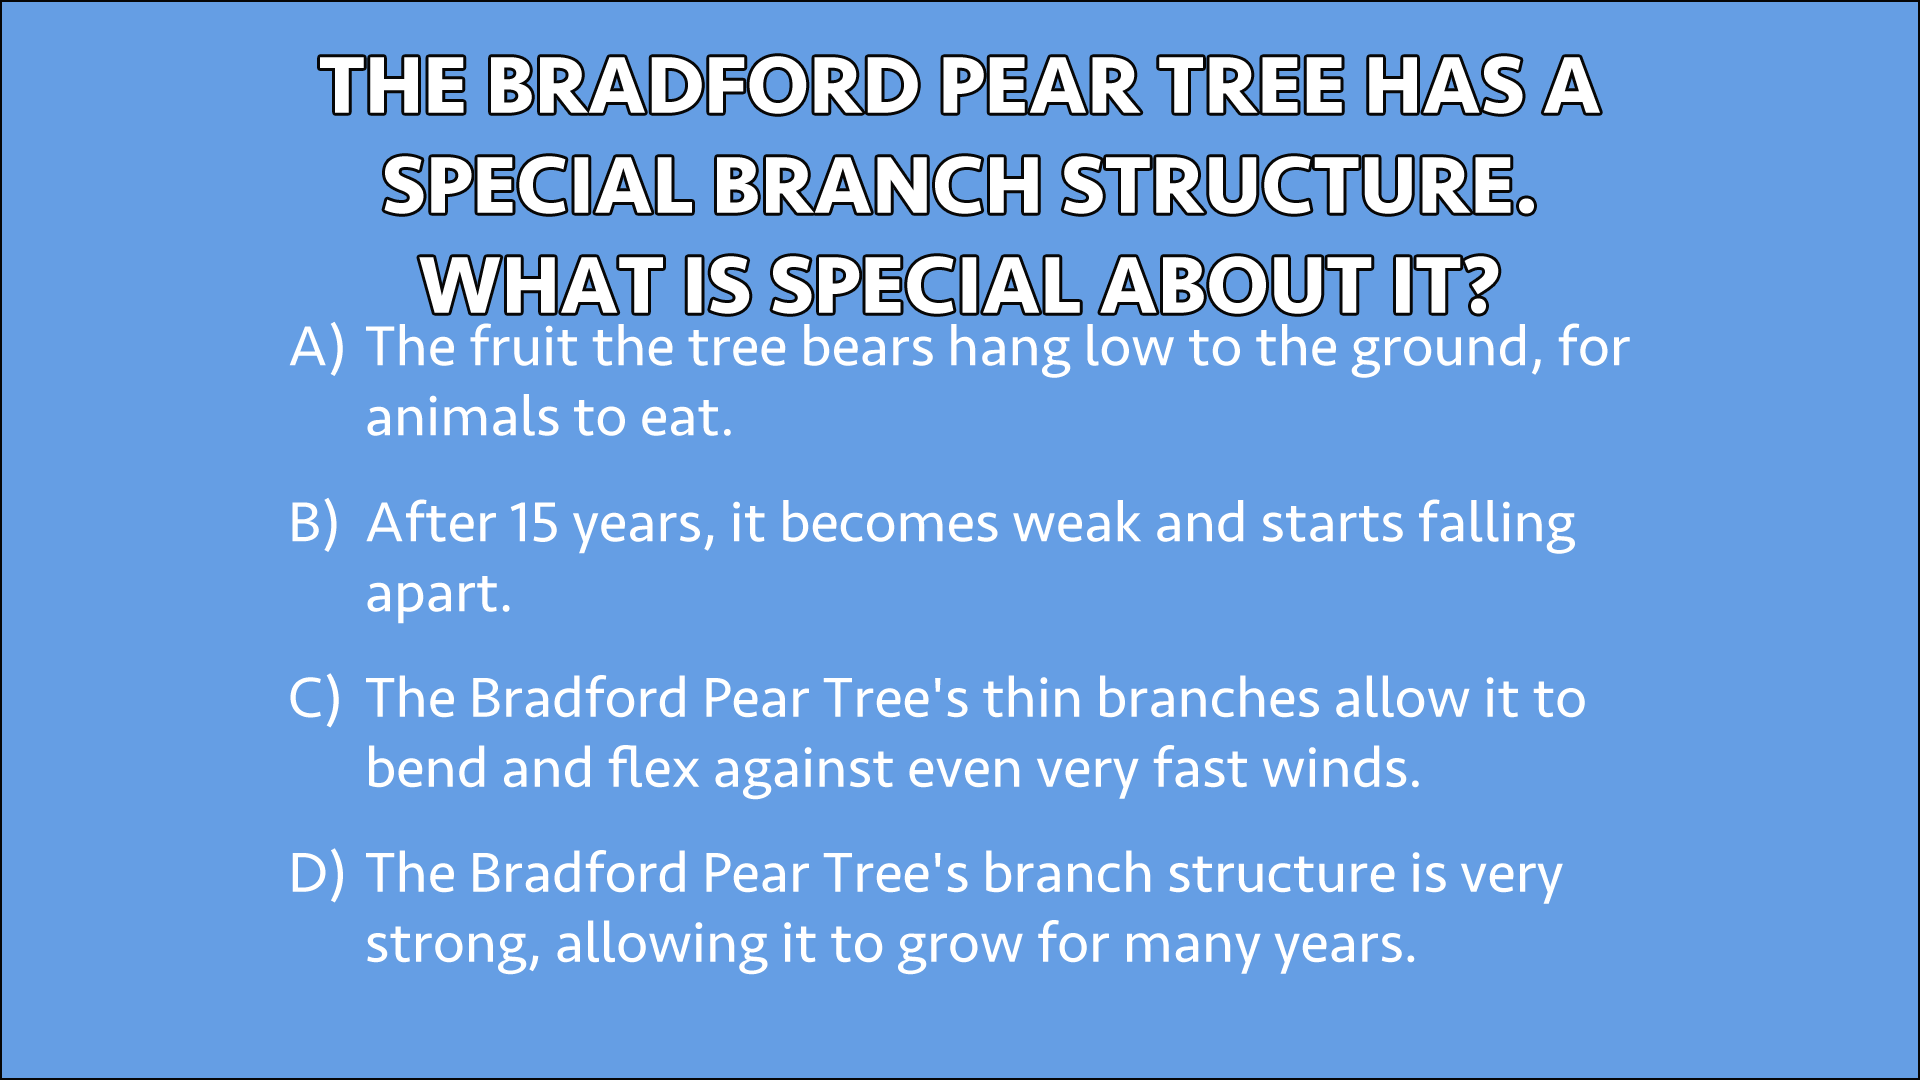 THE BRADFORD PEAR TREE HAS A
SPECIAL BRANCH STRUCTURE.
WHAT IS SPECIAL ABOUT IT?
A) The fruit the tree bears hang low to the ground, for
animals to eat.
B) After 15 years, it becomes weak and starts falling
apart.
C) The Bradford Pear Tree's thin branches allow it to
bend and flex against even very fast winds.
D) The Bradford Pear Tree's branch structure is very
strong, allowing it to grow for many years.